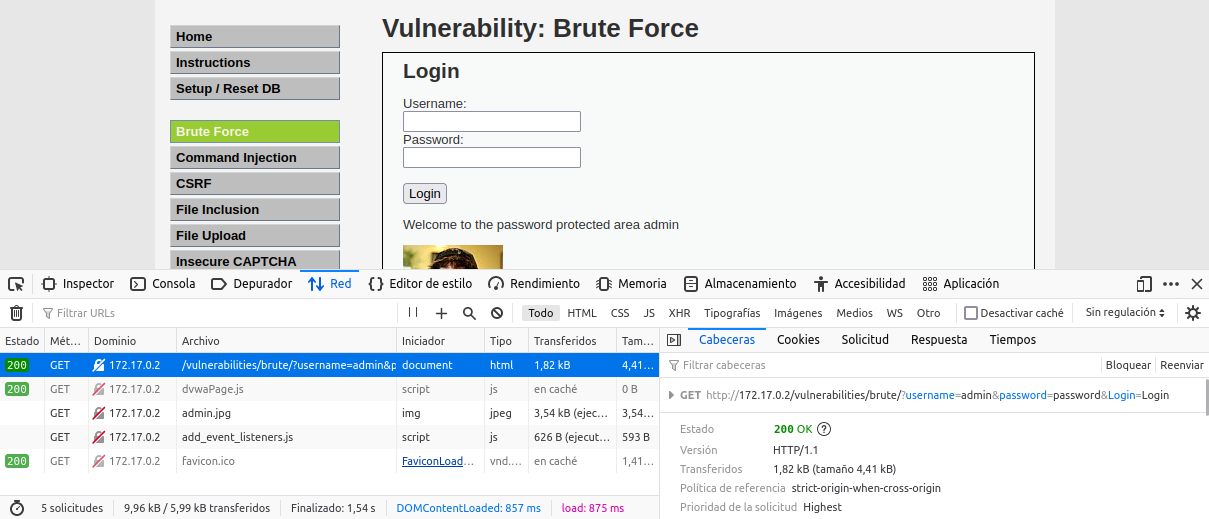 Vulnerability: Brute Force
Home
Instructions
Setup / Reset DB
Brute Force
Command Injection
CSRF
File Inclusion
File Upload
Insecure CAPTCHA
Login
Username:
Password:
Login
Welcome to the password protected area admin
Inspector Consola Depurador Red Editor de estilo Rendimiento Memoria Almacenamiento Accesibilidad Aplicación
Filtrar URLs Todo HTML CSS JS XHR Tipografías Imágenes Medios WS Otro Desactivar caché Sin regulación
Estado Mét… Dominio Archivo Iniciador Tipo Transferidos Tam…
200 GET 172.17.0.2 /vulnerabilities/brute/?username=admin&p document html 1,82 kB 4,41…
200 GET 172.17.0.2 dvwaPage.js script js en caché 0 B
GET 172.17.0.2 admin.jpg img jpeg 3,54 kB (ejec… 3,54…
GET 172.17.0.2 add_event_listeners.js script js 626 B (ejecut… 593 B
200 GET 172.17.0.2 favicon.ico FaviconLoad… vnd.… en caché 1,41…
5 solicitudes 9,96 kB / 5,99 kB transferidos Finalizado: 1,54 s DOMContentLoaded: 857 ms load: 875 ms
Cabeceras Cookies Solicitud Respuesta Tiempos
Filtrar cabeceras Bloquear Reenviar
GET http://172.17.0.2/vulnerabilities/brute/?username=admin&password=password&Login=Login
Estado 200 OK ?
Versión HTTP/1.1
Transferidos 1,82 kB (tamaño 4,41 kB)
Política de referencia strict-origin-when-cross-origin
Prioridad de la solicitud Highest